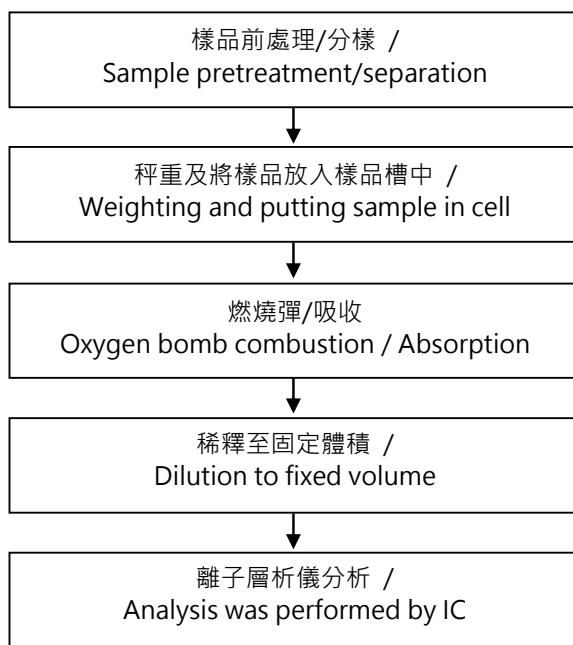 樣品前處理/分樣 /
Sample pretreatment/separation
秤重及將樣品放入樣品槽中 /
Weighting and putting sample in cell
燃燒彈/吸收
Oxygen bomb combustion / Absorption
稀釋至固定體積 /
Dilution to fixed volume
離子層析儀分析 /
Analysis was performed by IC